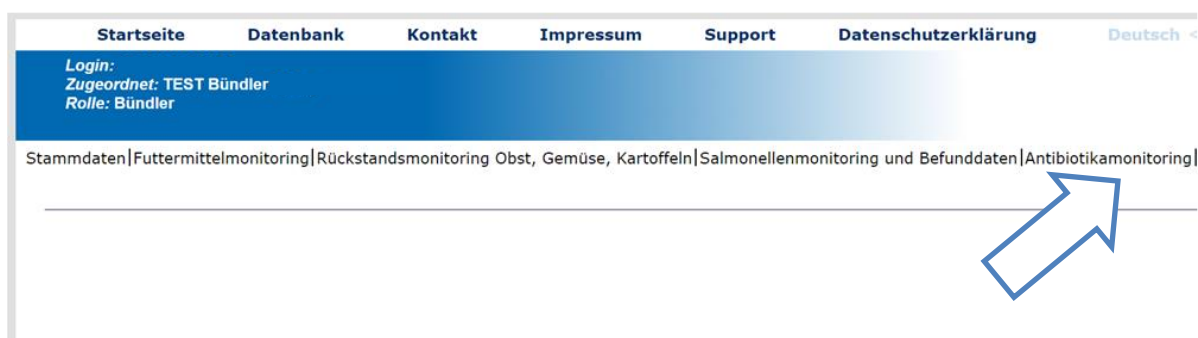 Startseite Datenbank Kontakt Impressum Support Datenschutzerklärung Deutsch <
Login:
Zugeordnet: TEST Bündler
Rolle: Bündler
Stammdaten|Futtermittelmonitoring|Rückstandsmonitoring Obst, Gemüse, Kartoffeln|Salmonellenmonitoring und Befunddaten|Antibiotikamonitoring|